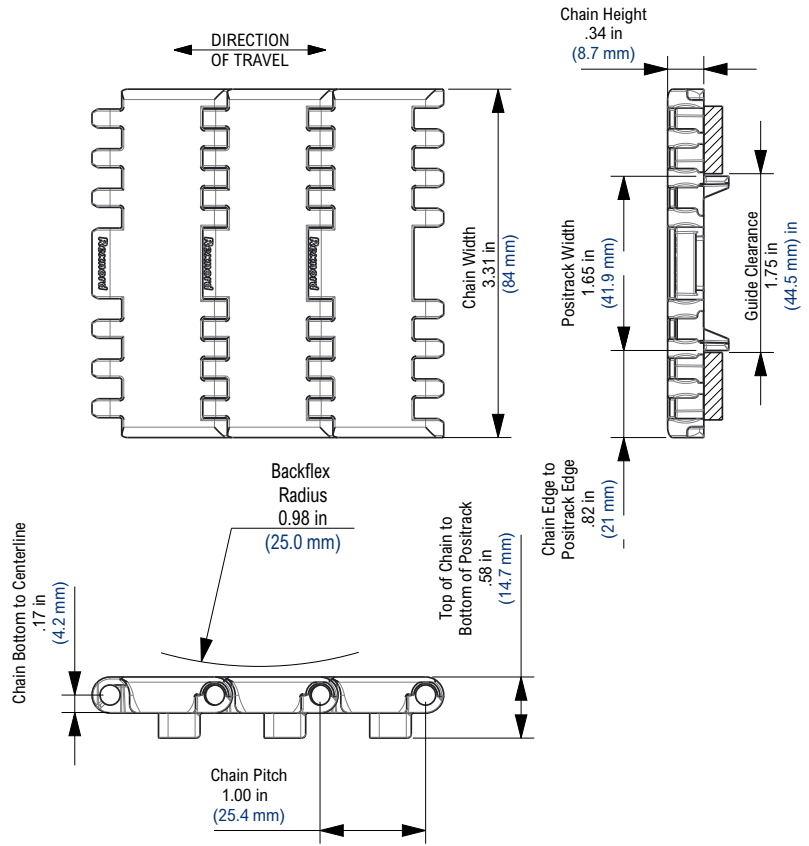 DIRECTION
OF TRAVEL
Chain Height
.34 in
(8.7 mm)
Rexnord
Rexnord
Rexnord
Chain Width
3.31 in
(84 mm)
Positrack Width
1.65 in
(41.9 mm)
Guide Clearance
1.75 in
(44.5 mm) in
Chain Edge to
Positrack Edge
.82 in
(21 mm)
Backflex
Radius
0.98 in
(25.0 mm)
Top of Chain to
Bottom of Positrack
.58 in
(14.7 mm)
Chain Bottom to Centerline
.17 in
(4.2 mm)
Chain Pitch
1.00 in
(25.4 mm)